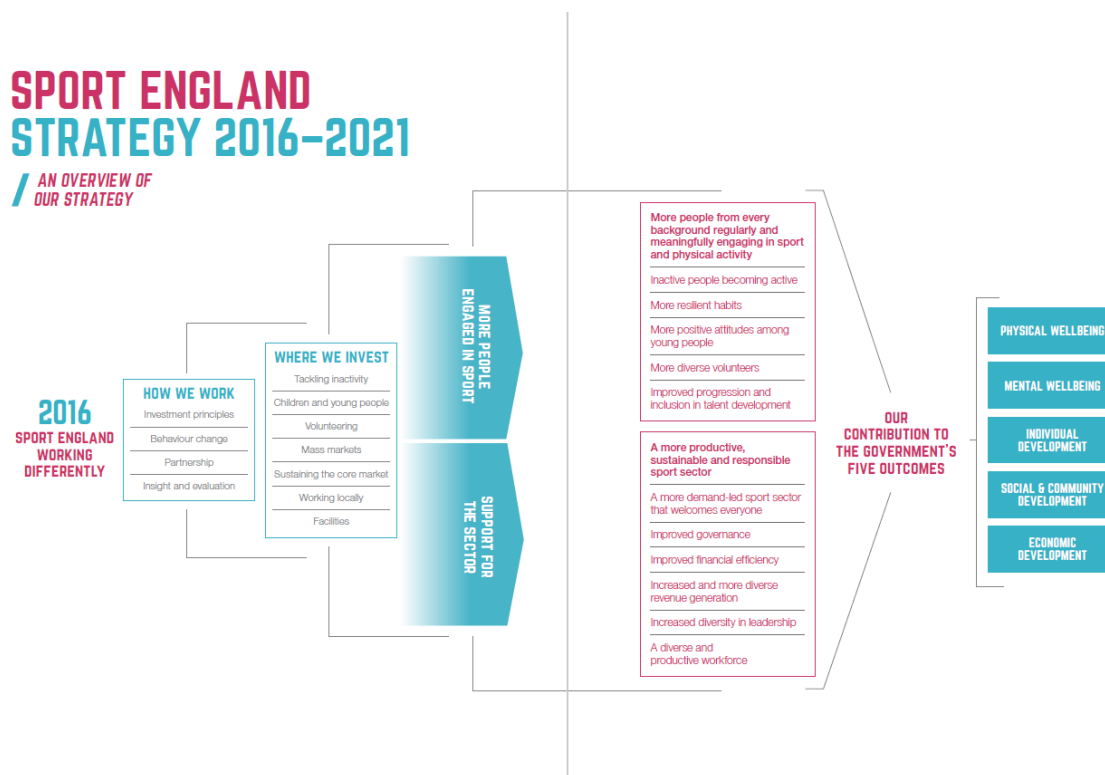 SPORT ENGLAND
STRATEGY 2016–2021
/ AN OVERVIEW OF
OUR STRATEGY
2016
SPORT ENGLAND
WORKING
DIFFERENTLY
HOW WE WORK
Investment principles
Behaviour change
Partnership
Insight and evaluation
WHERE WE INVEST
Tackling inactivity
Children and young people
Volunteering
Mass markets
Sustaining the core market
Working locally
Facilities
MORE PEOPLE
ENGAGED IN SPORT
SUPPORT FOR
THE SECTOR
More people from every
background regularly and
meaningfully engaging in sport
and physical activity
Inactive people becoming active
More resilient habits
More positive attitudes among
young people
More diverse volunteers
Improved progression and
inclusion in talent development
A more productive,
sustainable and responsible
sport sector
A more demand-led sport sector
that welcomes everyone
Improved governance
Improved financial efficiency
Increased and more diverse
revenue generation
Increased diversity in leadership
A diverse and
productive workforce
OUR
CONTRIBUTION TO
THE GOVERNMENT'S
FIVE OUTCOMES
PHYSICAL WELLBEING
MENTAL WELLBEING
INDIVIDUAL
DEVELOPMENT
SOCIAL & COMMUNITY
DEVELOPMENT
ECONOMIC
DEVELOPMENT